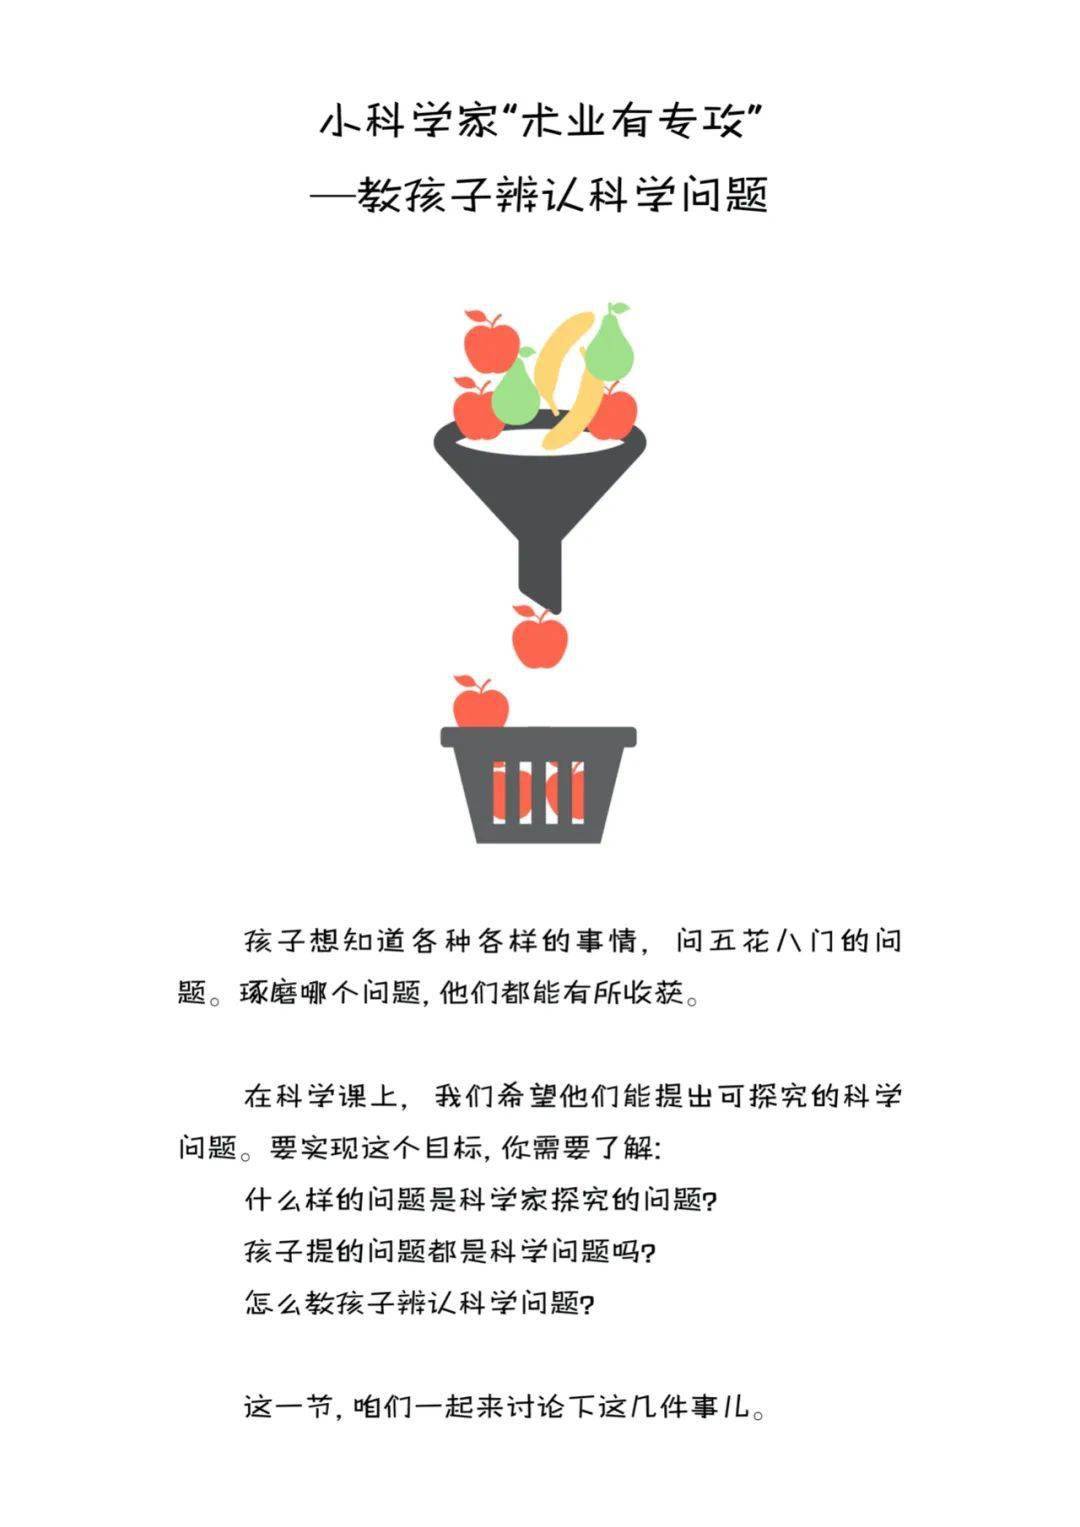 小科学家“术业有专攻”
—教孩子辨认科学问题
孩子想知道各种各样的事情，问五花八门的问
题。琢磨哪个问题，他们都能有所收获。
在科学课上，我们希望他们能提出可探究的科学
问题。要实现这个目标，你需要了解：
什么样的问题是科学家探究的问题？
孩子提的问题都是科学问题吗？
怎么教孩子辨认科学问题？
这一节，咱们一起来讨论下这几件事儿。